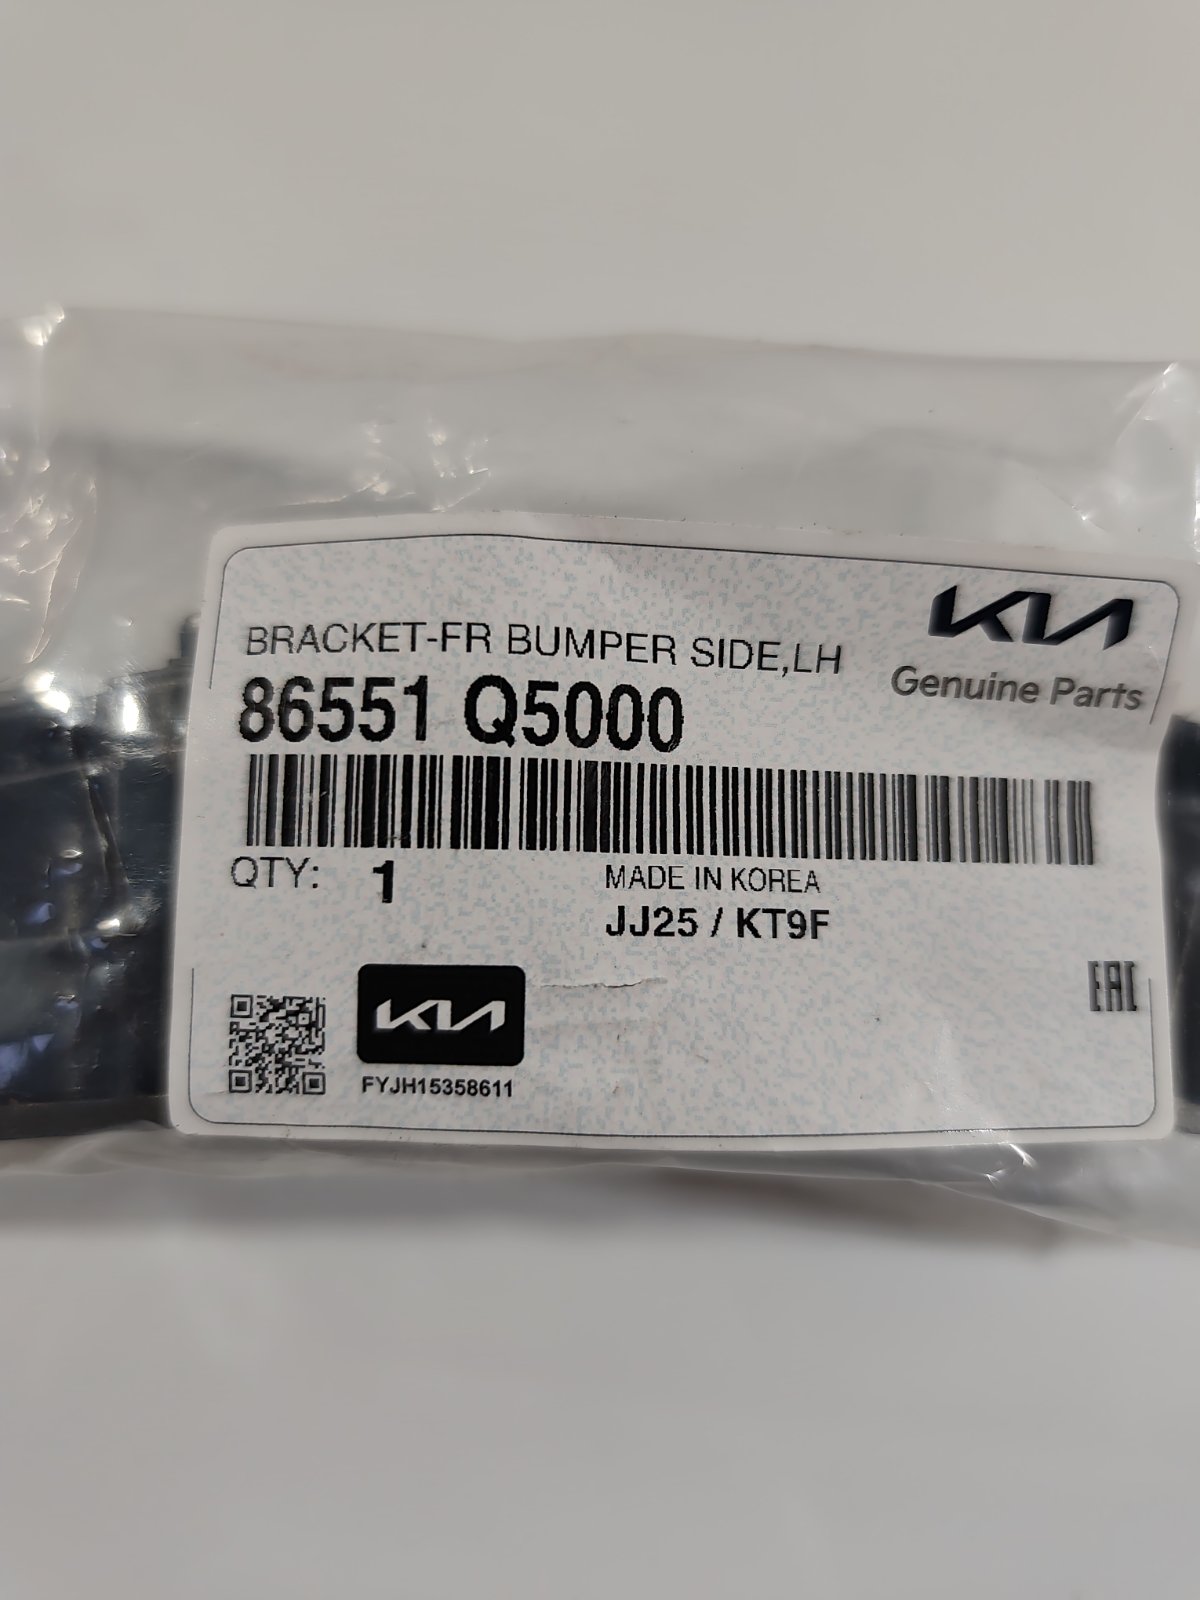 KIA
Genuine Parts
BRACKET-FR BUMPER SIDE,LH
86551 Q5000
QTY: 1
MADE IN KOREA
JJ25 / KT9F
EAC
KIA
FYJH15358611